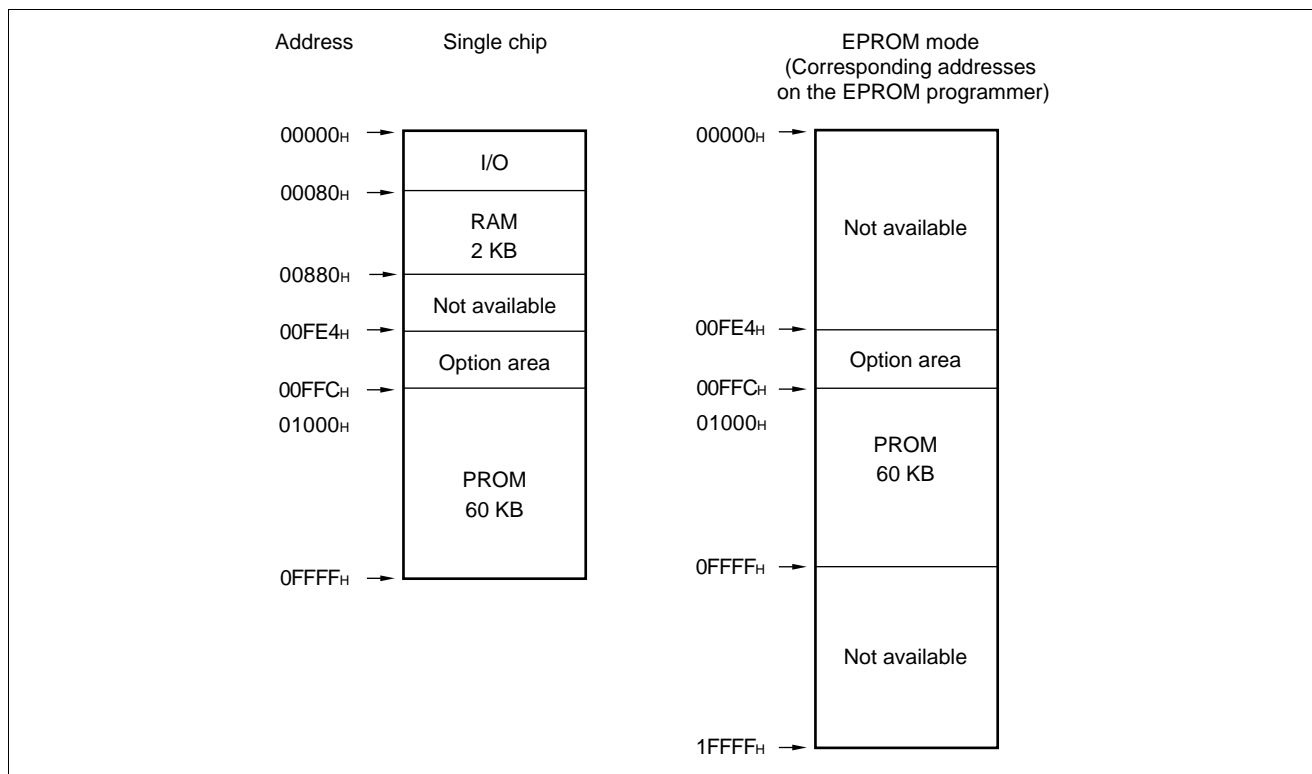 Address
Single chip
00000H
I/O
00080H
RAM
2 KB
00880H
Not available
00FE4H
Option area
00FFCH
01000H
PROM
60 KB
0FFFFH
EPROM mode
(Corresponding addresses
on the EPROM programmer)
00000H
Not available
00FE4H
Option area
00FFCH
01000H
PROM
60 KB
0FFFFH
Not available
1FFFFH